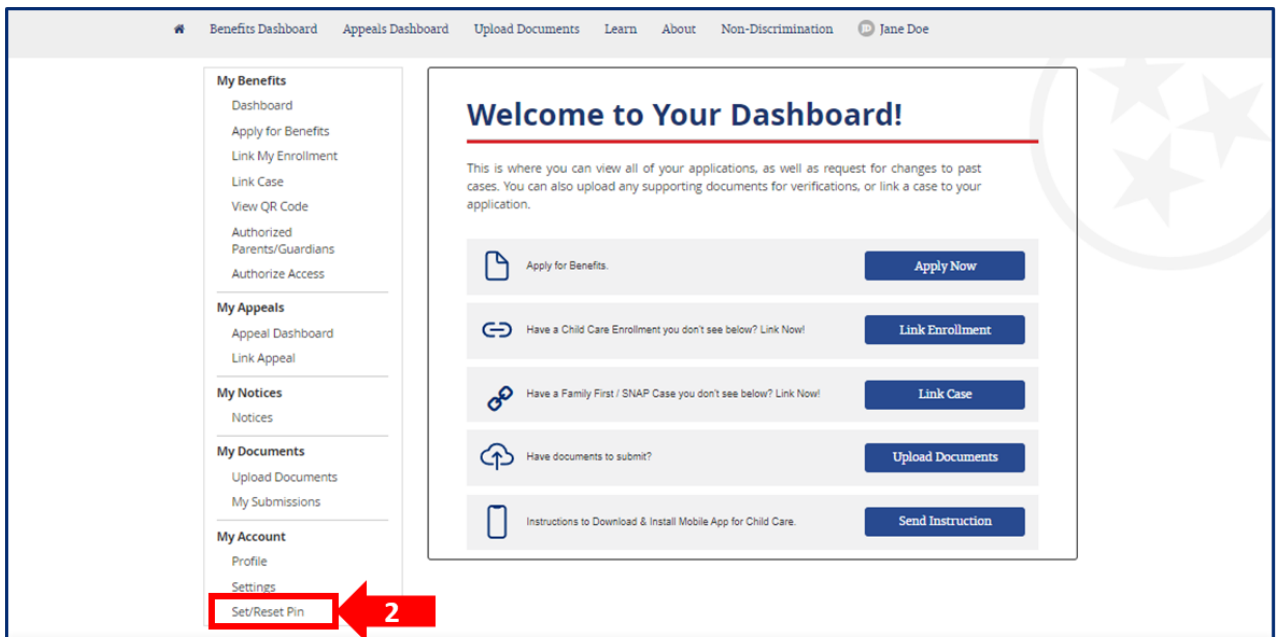 Benefits Dashboard Appeals Dashboard Upload Documents Learn About Non-Discrimination JD Jane Doe
My Benefits
Dashboard
Apply for Benefits
Link My Enrollment
Link Case
View QR Code
Authorized
Parents/Guardians
Authorize Access
My Appeals
Appeal Dashboard
Link Appeal
My Notices
Notices
My Documents
Upload Documents
My Submissions
My Account
Profile
Settings
Set/Reset Pin
2
Welcome to Your Dashboard!
This is where you can view all of your applications, as well as request for changes to past
cases. You can also upload any supporting documents for verifications, or link a case to your
application.
Apply for Benefits.
Apply Now
Have a Child Care Enrollment you don't see below? Link Now!
Link Enrollment
Have a Family First / SNAP Case you don't see below? Link Now!
Link Case
Have documents to submit?
Upload Documents
Instructions to Download & Install Mobile App for Child Care.
Send Instruction